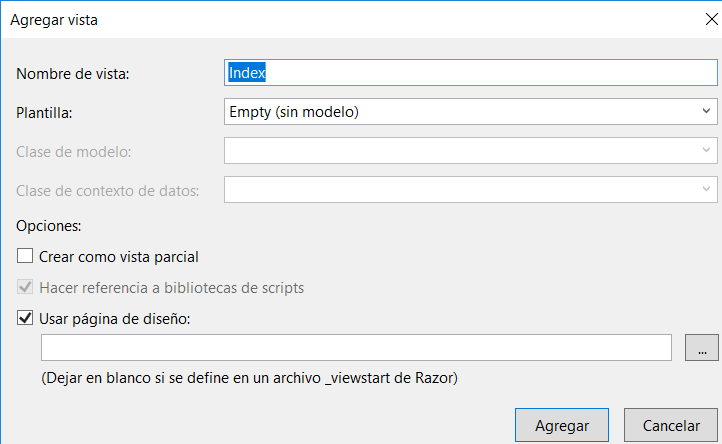 Agregar vista
Nombre de vista: Index
Plantilla: Empty (sin modelo)
Clase de modelo:
Clase de contexto de datos:
Opciones:
Crear como vista parcial
Hacer referencia a bibliotecas de scripts
Usar página de diseño:
...
(Dejar en blanco si se define en un archivo _viewstart de Razor)
Agregar Cancelar